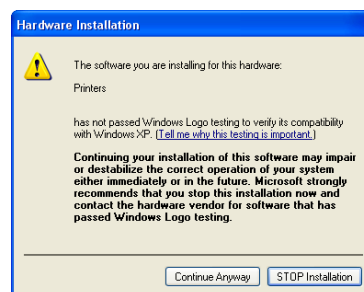 Hardware Installation
The software you are installing for this hardware:
Printers
has not passed Windows Logo testing to verify its compatibility
with Windows XP. (Tell me why this testing is important.)
Continuing your installation of this software may impair
or destabilize the correct operation of your system
either immediately or in the future. Microsoft strongly
recommends that you stop this installation now and
contact the hardware vendor for software that has
passed Windows Logo testing.
Continue Anyway STOP Installation